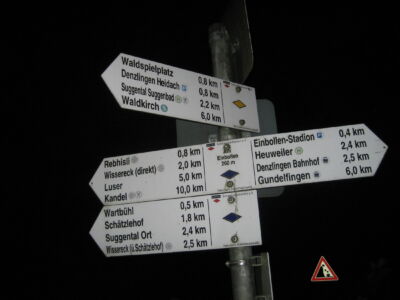 Waldspielplatz 0,8 km
Denzlingen Heidach 0,8 km
Suggental Suggenbad 2,2 km
Waldkirch 6,0 km
Rebhisli 0,8 km
Wissereck (direkt) 2,0 km
Luser 5,0 km
Kandel 10,0 km
Einbollen
Einbollen-Stadion 0,4 km
Heuweiler 2,4 km
Denzlingen Bahnhof 2,5 km
Gundelfingen 6,0 km
Wartbühl 0,5 km
Schätzlehof 1,8 km
Suggental Ort 2,4 km
Wissereck (ü.Schätzlehof) 2,5 km